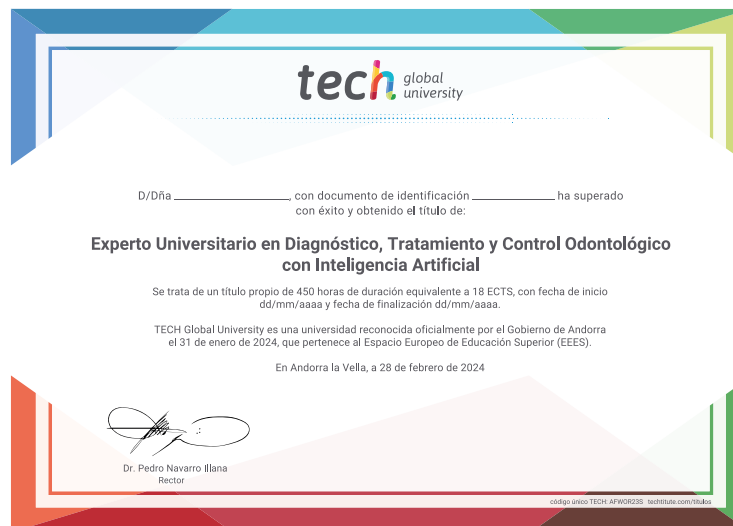 tech global university
D/Dña ____________________, con documento de identificación ______________ ha superado
con éxito y obtenido el título de:
Experto Universitario en Diagnóstico, Tratamiento y Control Odontológico
con Inteligencia Artificial
Se trata de un título propio de 450 horas de duración equivalente a 18 ECTS, con fecha de inicio
dd/mm/aaaa y fecha de finalización dd/mm/aaaa.
TECH Global University es una universidad reconocida oficialmente por el Gobierno de Andorra
el 31 de enero de 2024, que pertenece al Espacio Europeo de Educación Superior (EEES).
En Andorra la Vella, a 28 de febrero de 2024
Dr. Pedro Navarro Illana
Rector
código único TECH: AFWOR23S techtitute.com/titulos